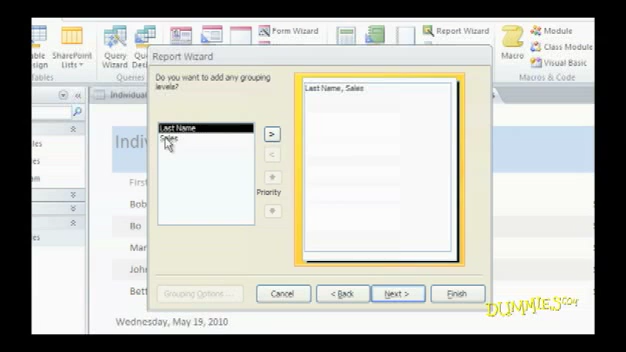 Form Wizard
Report Wizard
Module
Class Module
Visual Basic
SharePoint
Lists
Query
Wizard
Macro
Tables
Queries
Macros & Code
Report Wizard
Do you want to add any grouping
levels?
Last Name, Sales
Last Name
Sales
>
<
Priority
Grouping Options ...
Cancel
< Back
Next >
Finish
Individual
Indi
First
Bob
Bo
Mar
John
Bett
Wednesday, May 19, 2010
DUMMIES.COM